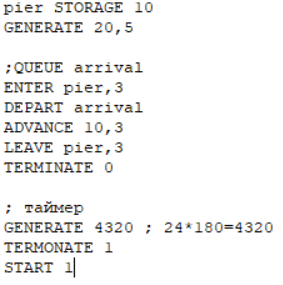 pier STORAGE 10
GENERATE 20,5
;QUEUE arrival
ENTER pier,3
DEPART arrival
ADVANCE 10,3
LEAVE pier,3
TERMINATE 0
; таймер
GENERATE 4320 ; 24*180=4320
TERMONATE 1
START 1